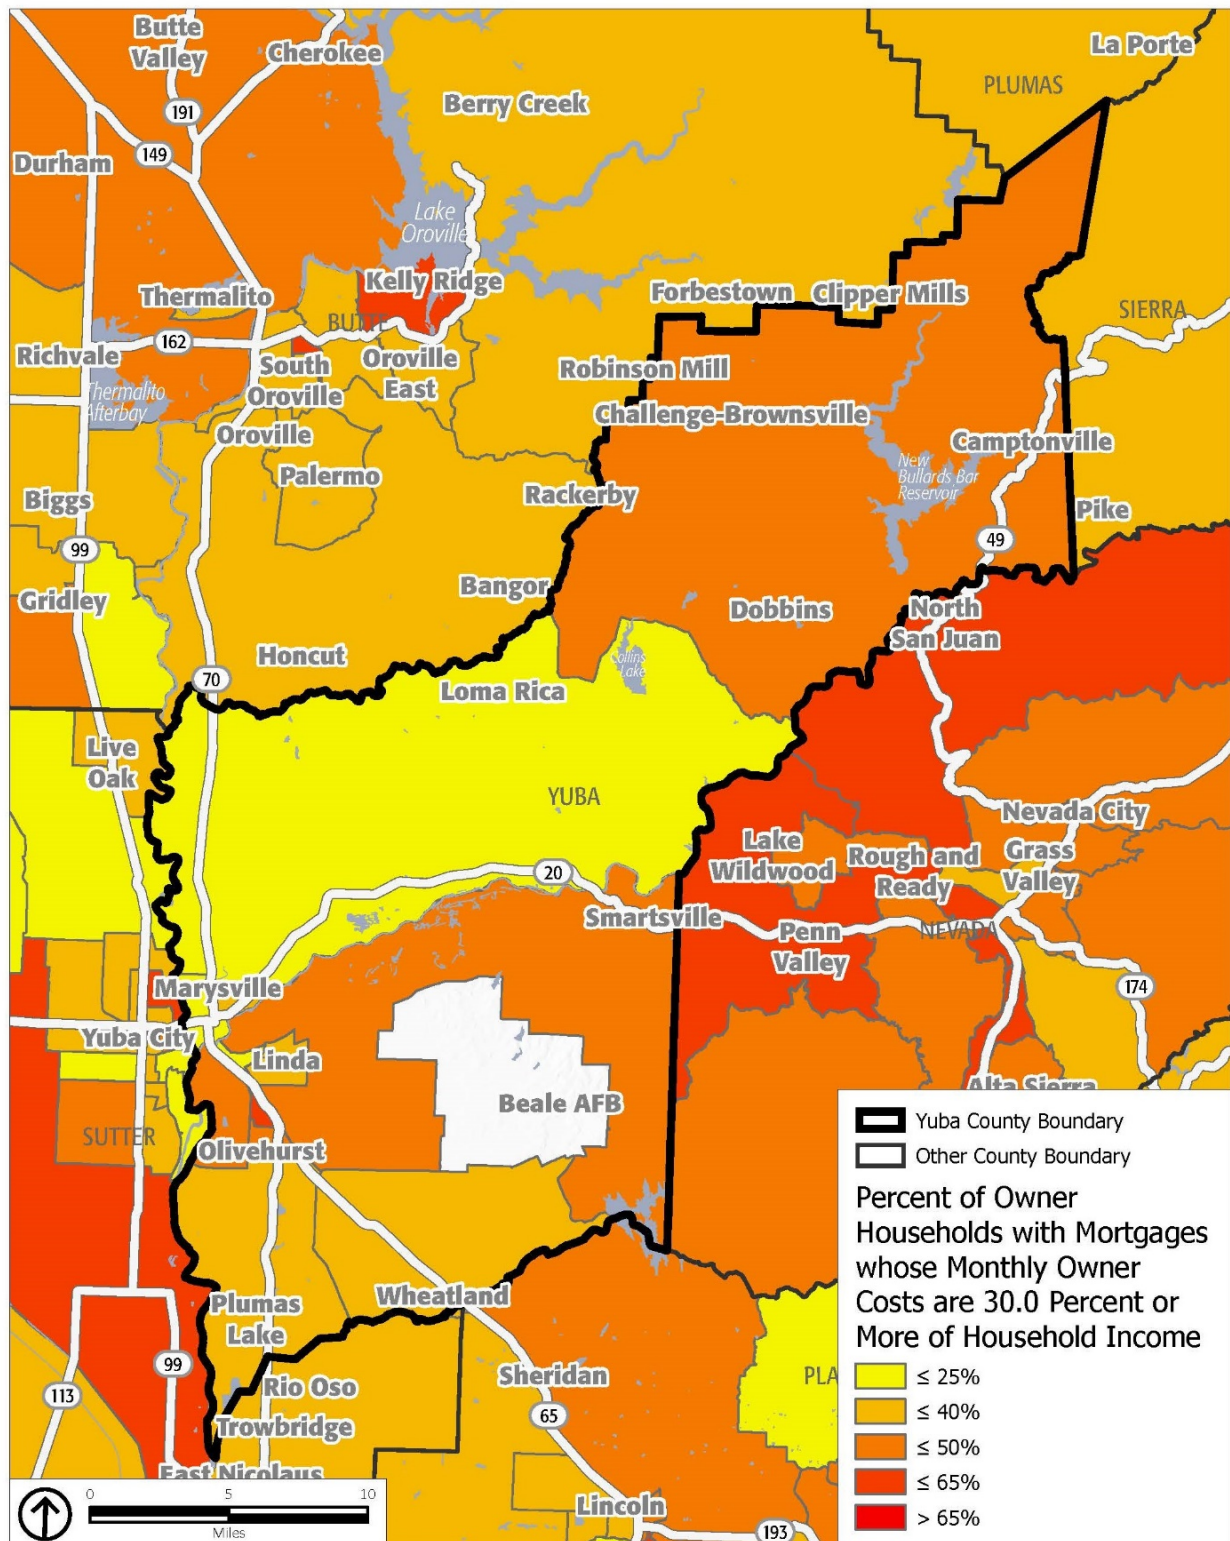 Butte
Valley
Cherokee
La Porte
PLUMAS
Berry Creek
191
149
Durham
Lake
Oroville
Kelly Ridge
Thermalito
Forbestown
Clipper Mills
SIERRA
BUTTE
162
Richvale
South
Oroville
Oroville
East
Robinson Mill
Thermalito
Afterbay
Challenge-Brownsville
Oroville
Camptonville
Palermo
New
Bullards Bar
Reservoir
Biggs
Rackerby
Pike
99
49
Bangor
Gridley
Dobbins
North
San Juan
Honcut
Collins
Lake
70
Loma Rica
Live
Oak
YUBA
Nevada City
Lake
Wildwood
Rough and
Ready
Grass
Valley
20
Smartsville
Penn
Valley
NEVADA
Marysville
174
Yuba City
Linda
Alta Sierra
Beale AFB
SUTTER
Olivehurst
Wheatland
Plumas
Lake
99
113
Rio Oso
Sheridan
PLA
Trowbridge
65
East Nicolaus
Lincoln
193
0 5 10
Miles
Yuba County Boundary
Other County Boundary
Percent of Owner
Households with Mortgages
whose Monthly Owner
Costs are 30.0 Percent or
More of Household Income
≤ 25%
≤ 40%
≤ 50%
≤ 65%
> 65%